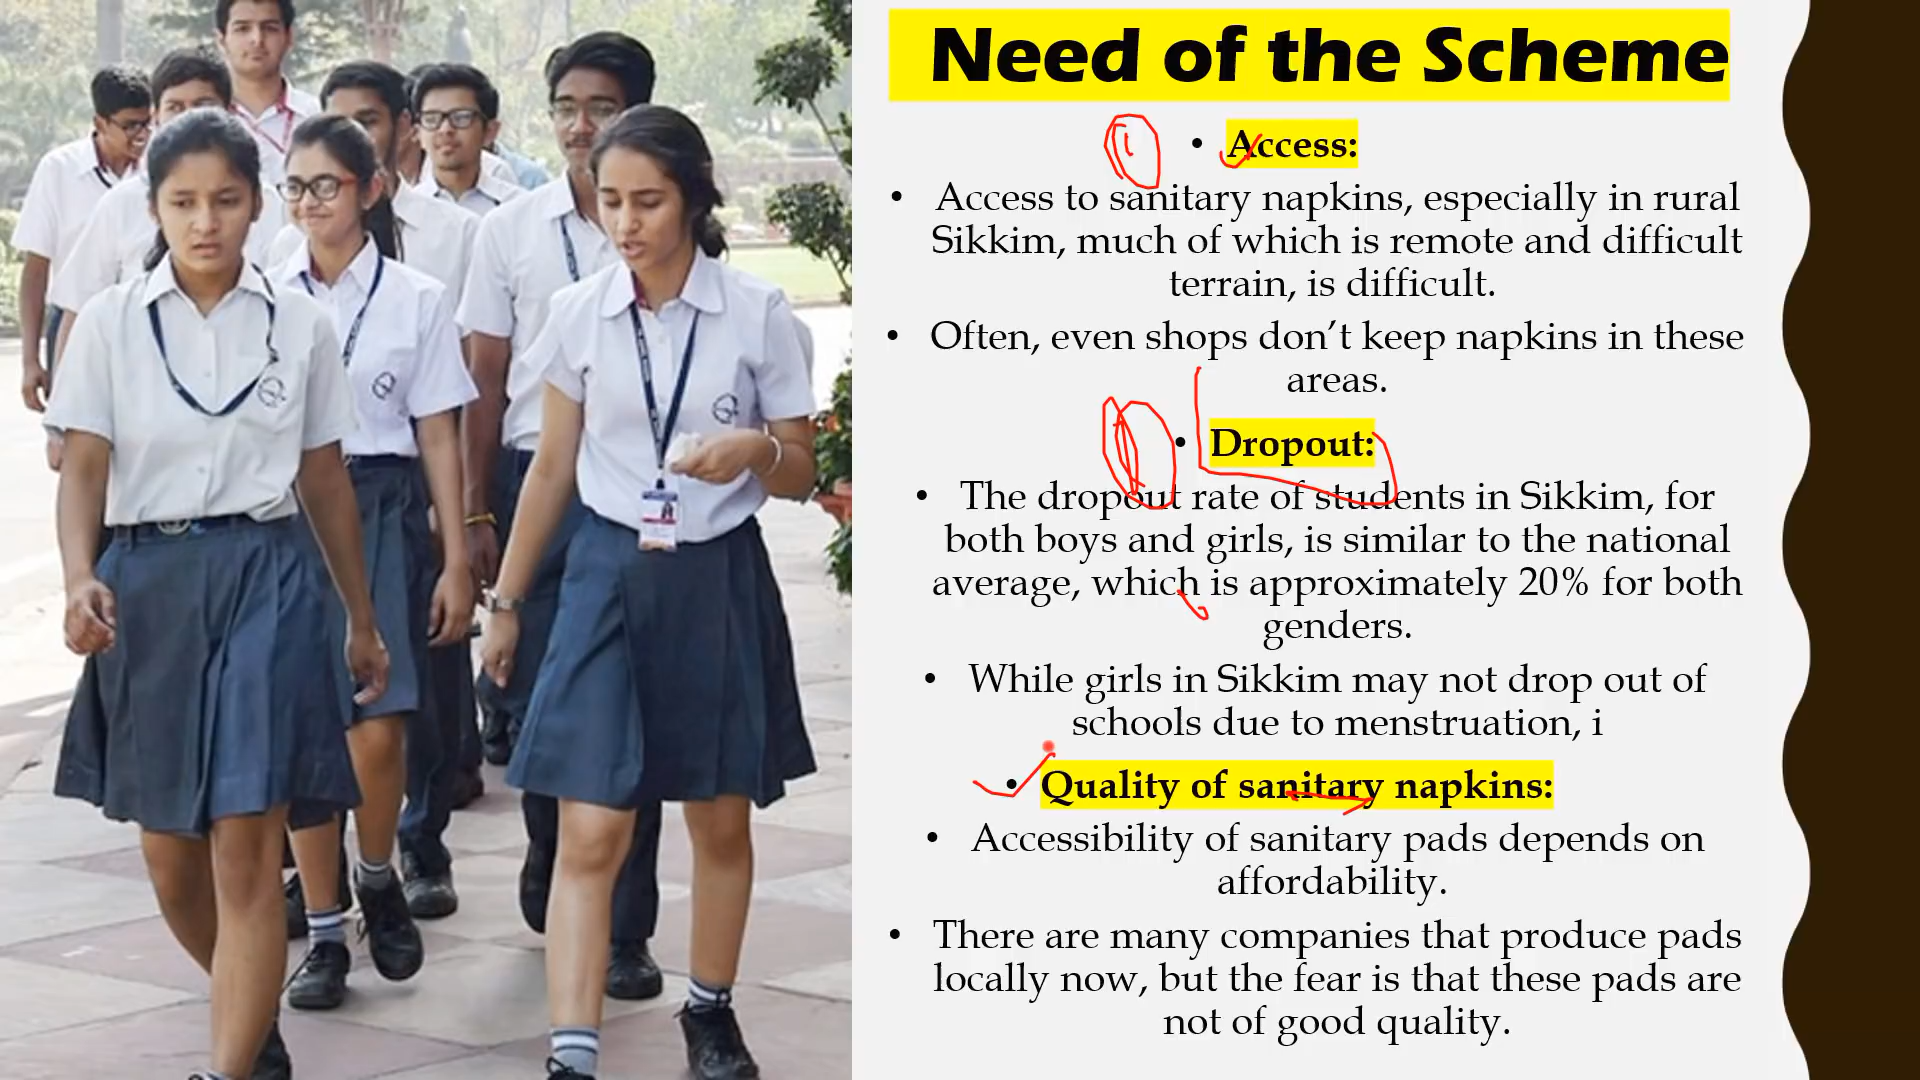 Need of the Scheme
• Access:
• Access to sanitary napkins, especially in rural
Sikkim, much of which is remote and difficult
terrain, is difficult.
• Often, even shops don’t keep napkins in these
areas.
• Dropout:
• The dropout rate of students in Sikkim, for
both boys and girls, is similar to the national
average, which is approximately 20% for both
genders.
• While girls in Sikkim may not drop out of
schools due to menstruation, i
• Quality of sanitary napkins:
• Accessibility of sanitary pads depends on
affordability.
• There are many companies that produce pads
locally now, but the fear is that these pads are
not of good quality.